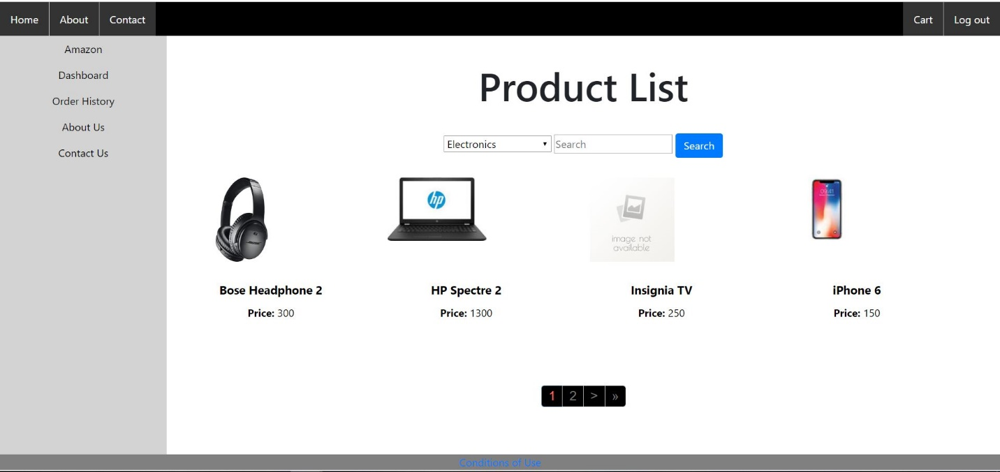 Home About Contact Cart Log out
Amazon
Dashboard
Order History
About Us
Contact Us
Product List
Electronics Search Search
hp
image not
available
09:41
Bose Headphone 2 HP Spectre 2 Insignia TV iPhone 6
Price: 300 Price: 1300 Price: 250 Price: 150
1 2 > »
Conditions of Use